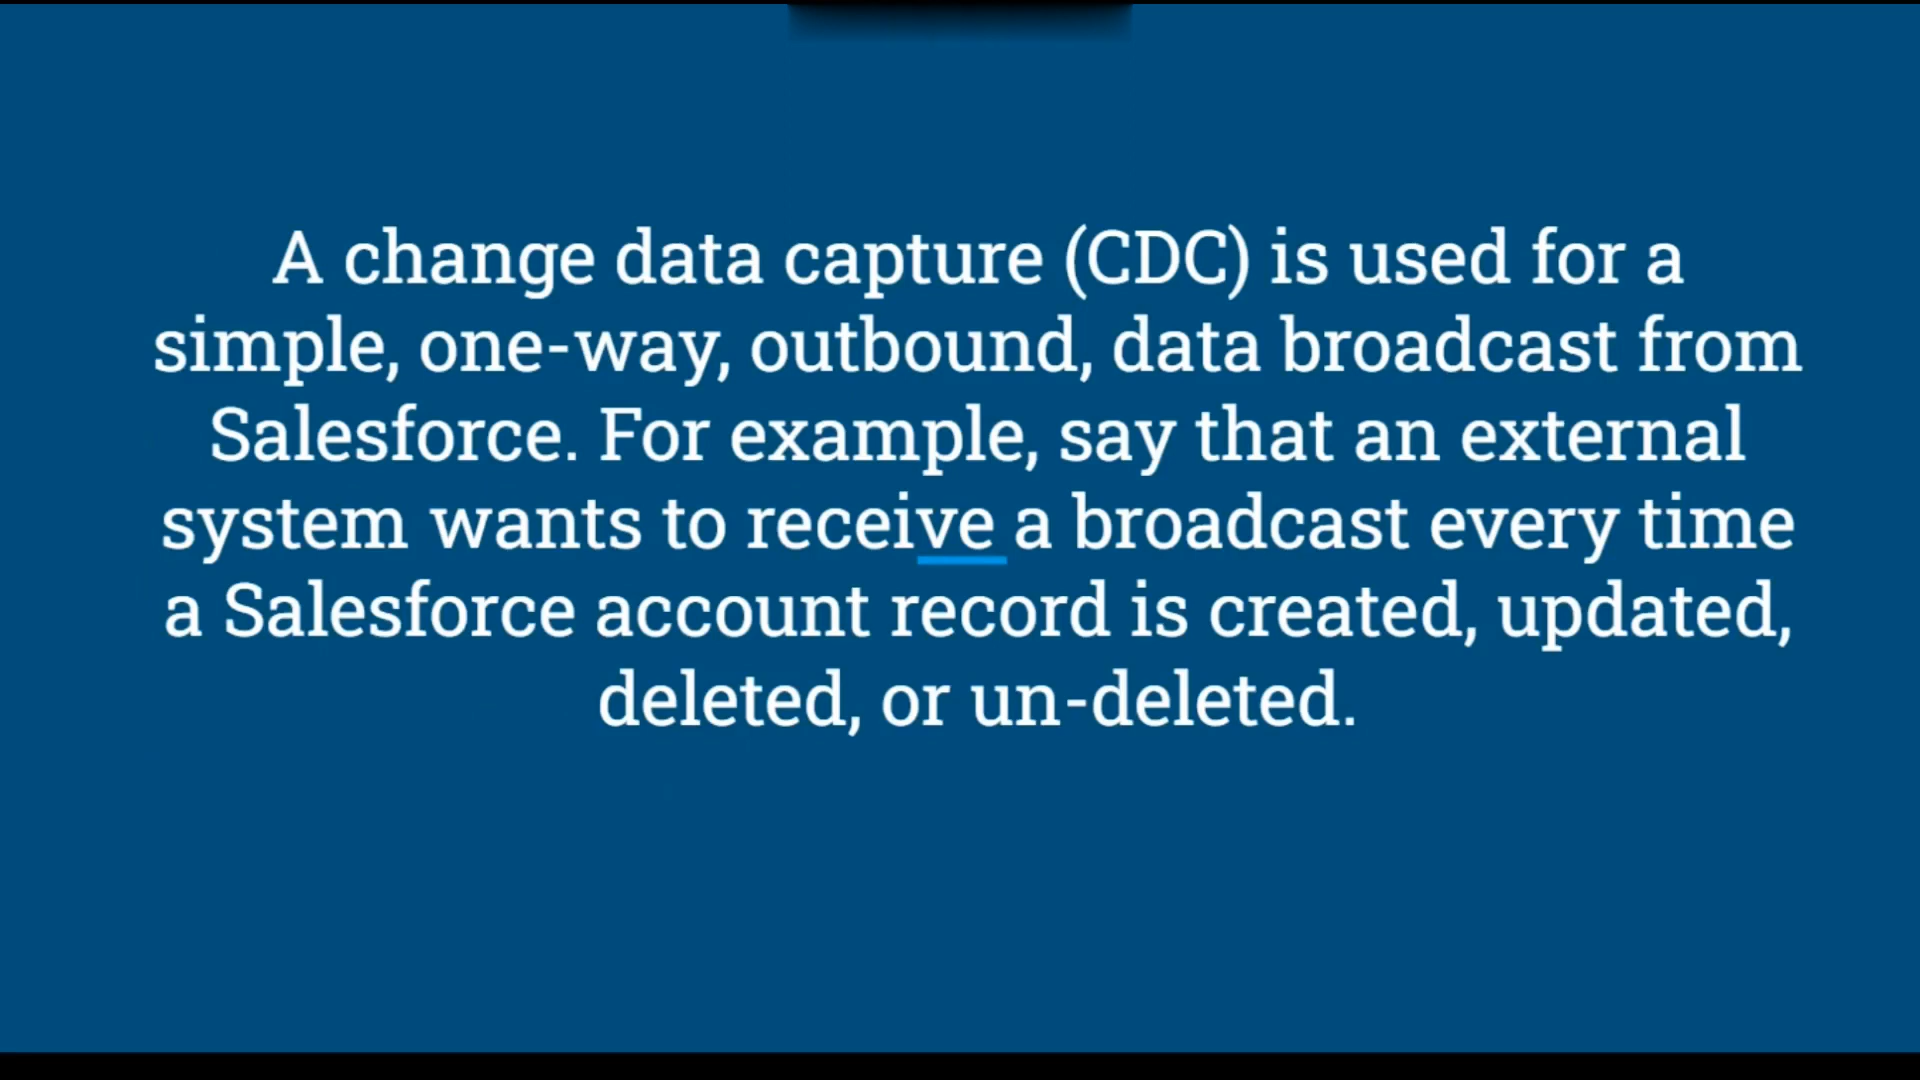 A change data capture (CDC) is used for a
simple, one-way, outbound, data broadcast from
Salesforce. For example, say that an external
system wants to receive a broadcast every time
a Salesforce account record is created, updated,
deleted, or un-deleted.